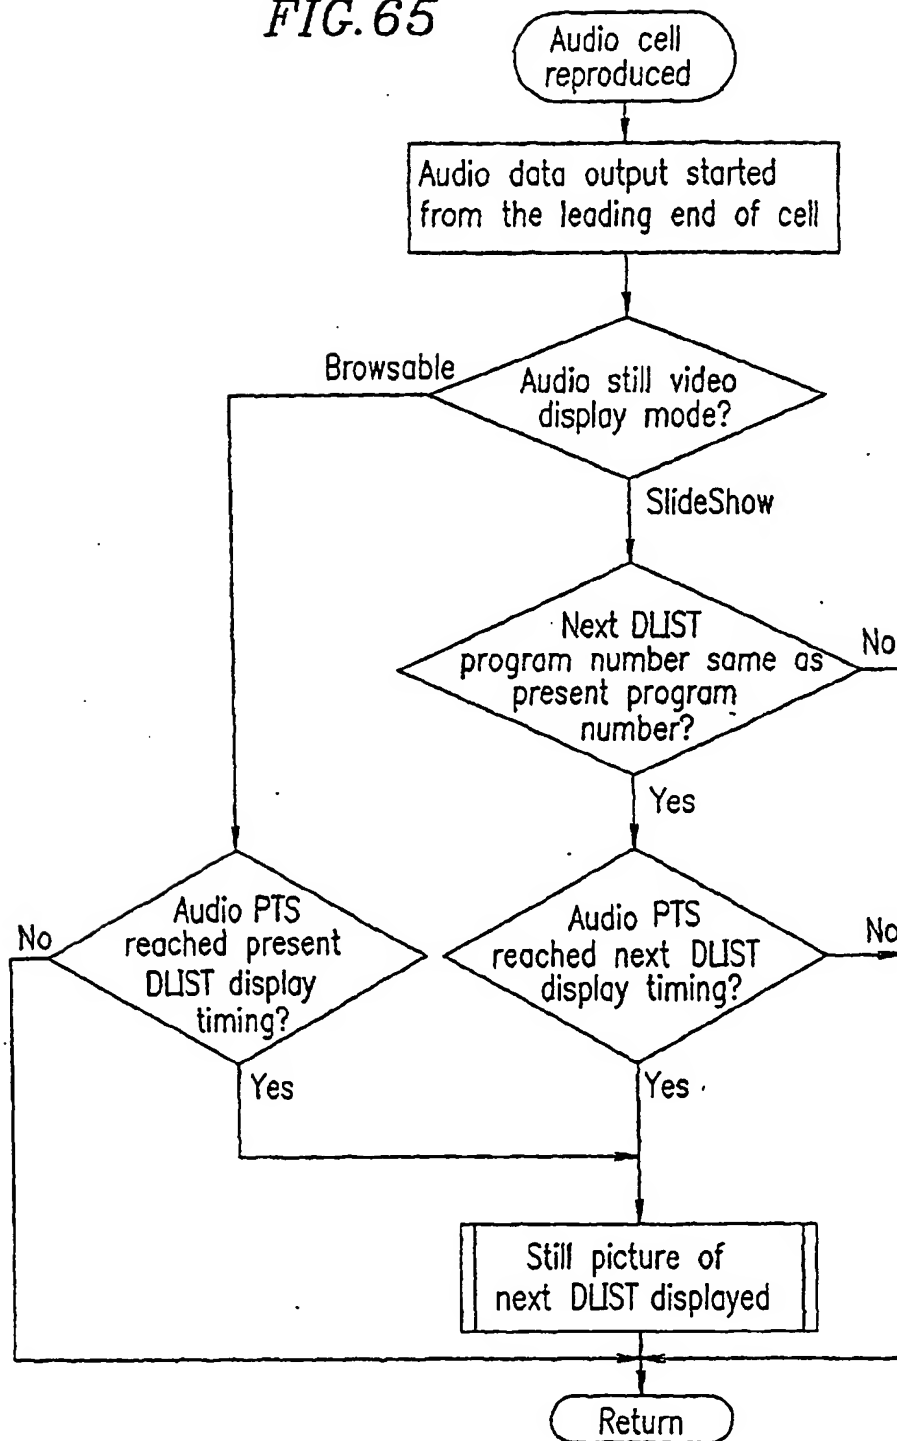 FIG.65
Audio cell
reproduced
Audio data output started
from the leading end of cell
Browsable
Audio still video
display mode?
SlideShow
Next DLIST
program number same as
present program
number?
No
Yes
Audio PTS
reached present
DLIST display
timing?
No
Yes
Audio PTS
reached next DLIST
display timing?
No
Yes
Still picture of
next DLIST displayed
Return